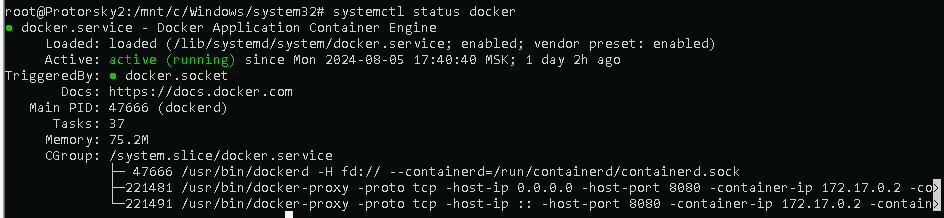 root@Protorsky2:/mnt/c/Windows/system32# systemctl status docker
● docker.service - Docker Application Container Engine
Loaded: loaded (/lib/systemd/system/docker.service; enabled; vendor preset: enabled)
Active: active (running) since Mon 2024-08-05 17:40:40 MSK; 1 day 2h ago
TriggeredBy: ● docker.socket
Docs: https://docs.docker.com
Main PID: 47666 (dockerd)
Tasks: 37
Memory: 75.2M
CGroup: /system.slice/docker.service
├─ 47666 /usr/bin/dockerd -H fd:// --containerd=/run/containerd/containerd.sock
├─221481 /usr/bin/docker-proxy -proto tcp -host-ip 0.0.0.0 -host-port 8080 -container-ip 172.17.0.2 -co>
└─221491 /usr/bin/docker-proxy -proto tcp -host-ip :: -host-port 8080 -container-ip 172.17.0.2 -contain>